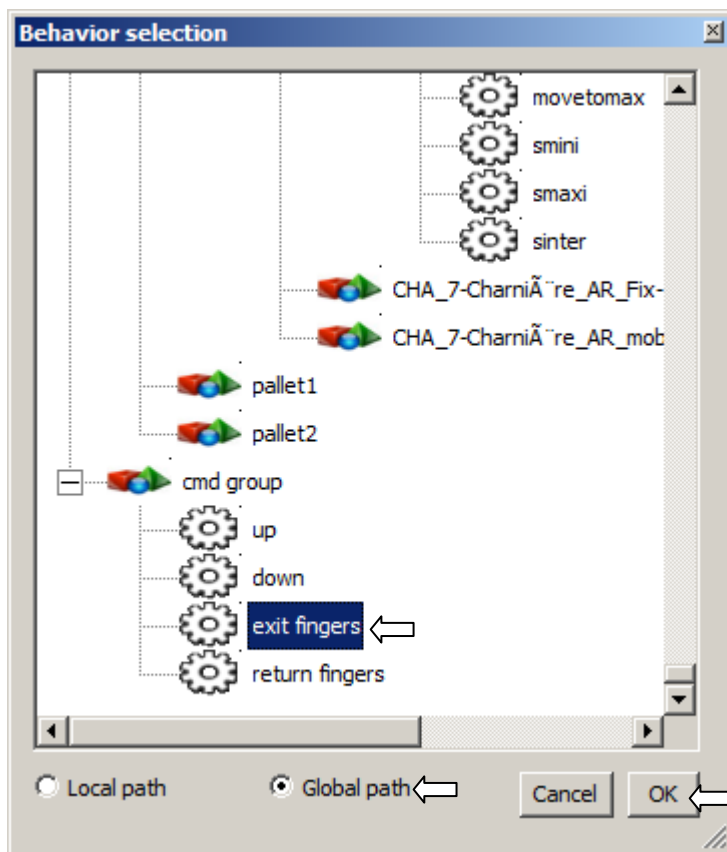 Behavior selection
movetomax
smini
smaxi
sinter
CHA_7-CharniÃ¨re_AR_Fix-
CHA_7-CharniÃ¨re_AR_mob
pallet1
pallet2
cmd group
up
down
exit fingers
return fingers
Local path Global path Cancel OK